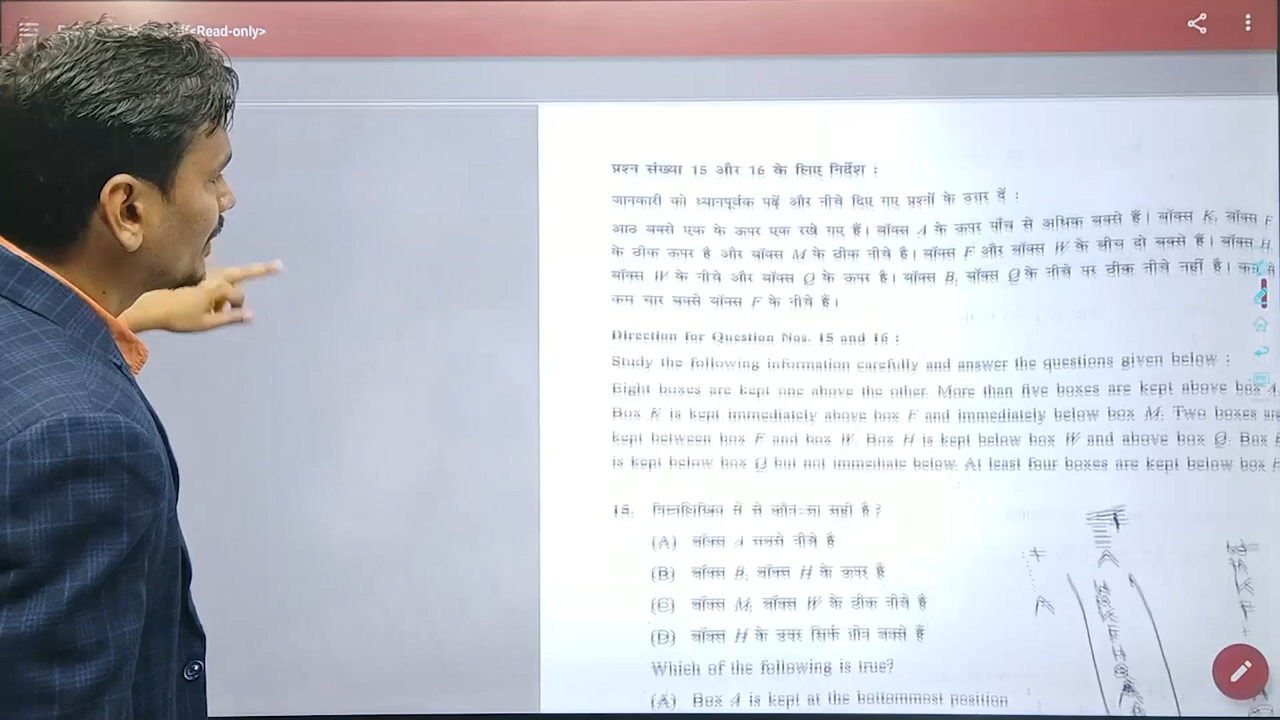 <Read-only>
प्रश्न संख्या 15 और 16 के लिए निर्देश :
जानकारी को ध्यानपूर्वक पढ़ें और नीचे दिए गए प्रश्नों के उत्तर दें :
आठ बक्से एक के ऊपर एक रखे गए हैं। बॉक्स A के ऊपर पाँच से अधिक बक्से हैं। बॉक्स K, बॉक्स F
के ठीक ऊपर है और बॉक्स M के ठीक नीचे है। बॉक्स F और बॉक्स W के बीच दो बक्से हैं। बॉक्स H,
बॉक्स W के नीचे और बॉक्स Q के ऊपर है। बॉक्स B, बॉक्स Q के नीचे पर ठीक नीचे नहीं है। कम से
कम चार बक्से बॉक्स F के नीचे हैं।
Direction for Question Nos. 15 and 16 :
Study the following information carefully and answer the questions given below :
Eight boxes are kept one above the other. More than five boxes are kept above box A.
Box K is kept immediately above box F and immediately below box M. Two boxes are
kept between box F and box W. Box H is kept below box W and above box Q. Box B
is kept below box Q but not immediate below. At least four boxes are kept below box F
15. निम्नलिखित में से कौन-सा सही है?
(A) बॉक्स A सबसे नीचे है
(B) बॉक्स B, बॉक्स H के ऊपर है
(C) बॉक्स M, बॉक्स W के ठीक नीचे है
(D) बॉक्स H के उपर सिर्फ तीन बक्से हैं
Which of the following is true?
(A) Box A is kept at the bottommost position